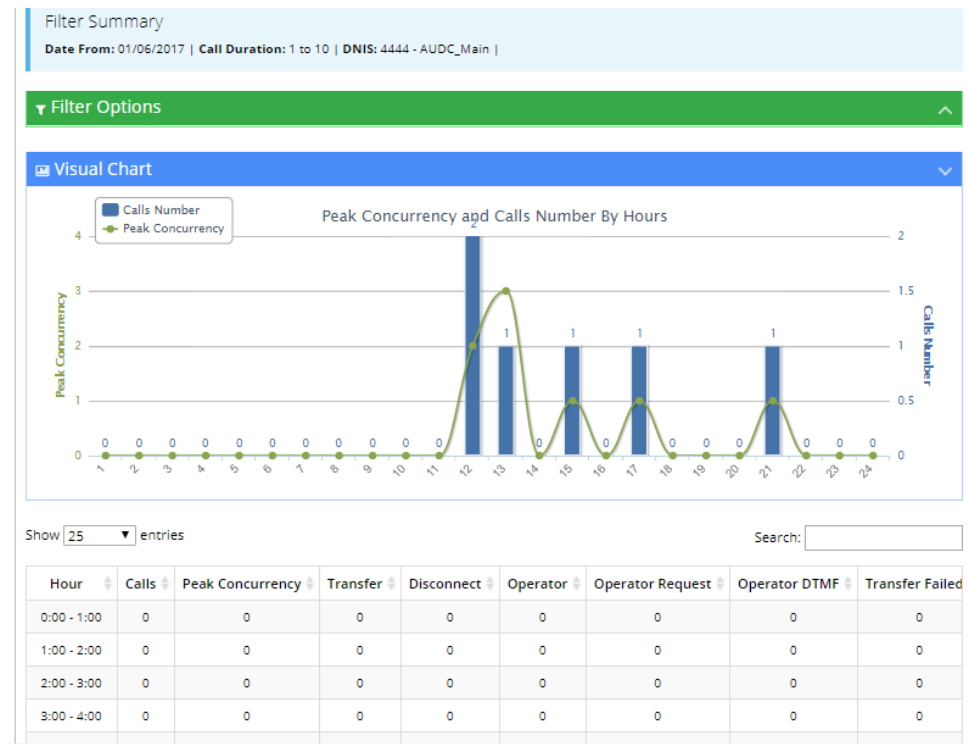 Filter Summary
Date From: 01/06/2017 | Call Duration: 1 to 10 | DNIS: 4444 - AUDC_Main |
Filter Options
Visual Chart
Calls Number
Peak Concurrency
Peak Concurrency and Calls Number By Hours
2
4 2
3 1.5
1 1 1 1
2 1
1 0.5
0 0 0 0 0 0 0 0 0 0 0 0 0 0 0 0 0 0 0
0 0
Peak Concurrency
Calls Number
1 2 3 4 5 6 7 8 9 10 11 12 13 14 15 16 17 18 19 20 21 22 23 24
Show 25 entries Search:
Hour Calls Peak Concurrency Transfer Disconnect Operator Operator Request Operator DTMF Transfer Failed
0:00 - 1:00 0 0 0 0 0 0 0 0
1:00 - 2:00 0 0 0 0 0 0 0 0
2:00 - 3:00 0 0 0 0 0 0 0 0
3:00 - 4:00 0 0 0 0 0 0 0 0